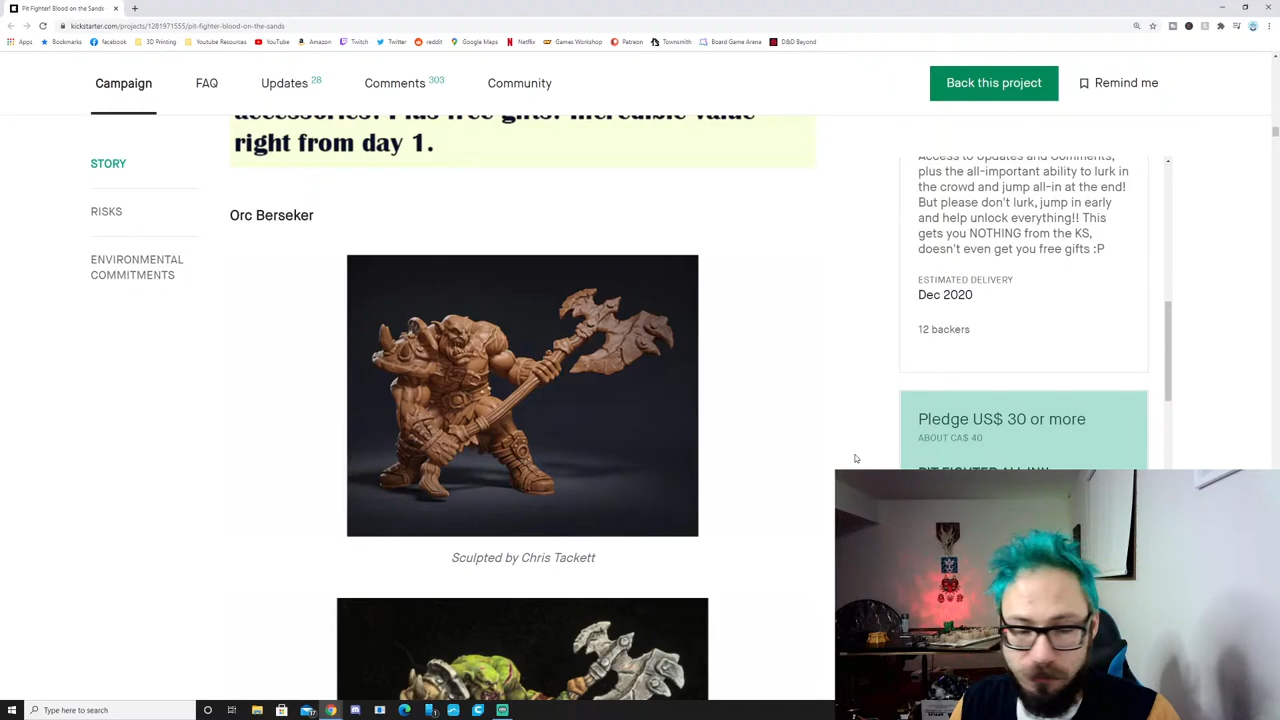 Pit Fighter! Blood on the Sands -
kickstarter.com/projects/1281971555/pit-fighter-blood-on-the-sands
Apps Bookmarks facebook 3D Printing Youtube Resources YouTube Amazon Twitch Twitter reddit Google Maps Netflix Games Workshop Patreon Townsmith Board Game Arena D&D Beyond
Campaign FAQ Updates 28 Comments 303 Community Back this project Remind me
accessories. Plus free gifts. Incredible value
right from day 1.
STORY
RISKS
ENVIRONMENTAL
COMMITMENTS
Orc Berseker
Sculpted by Chris Tackett
Access to Updates and Comments,
plus the all-important ability to lurk in
the crowd and jump all-in at the end!
But please don't lurk, jump in early
and help unlock everything!! This
gets you NOTHING from the KS,
doesn't even get you free gifts :P
ESTIMATED DELIVERY
Dec 2020
12 backers
Pledge US$ 30 or more
ABOUT CA$ 40
PIT FIGHTER ALL IN!!
Type here to search